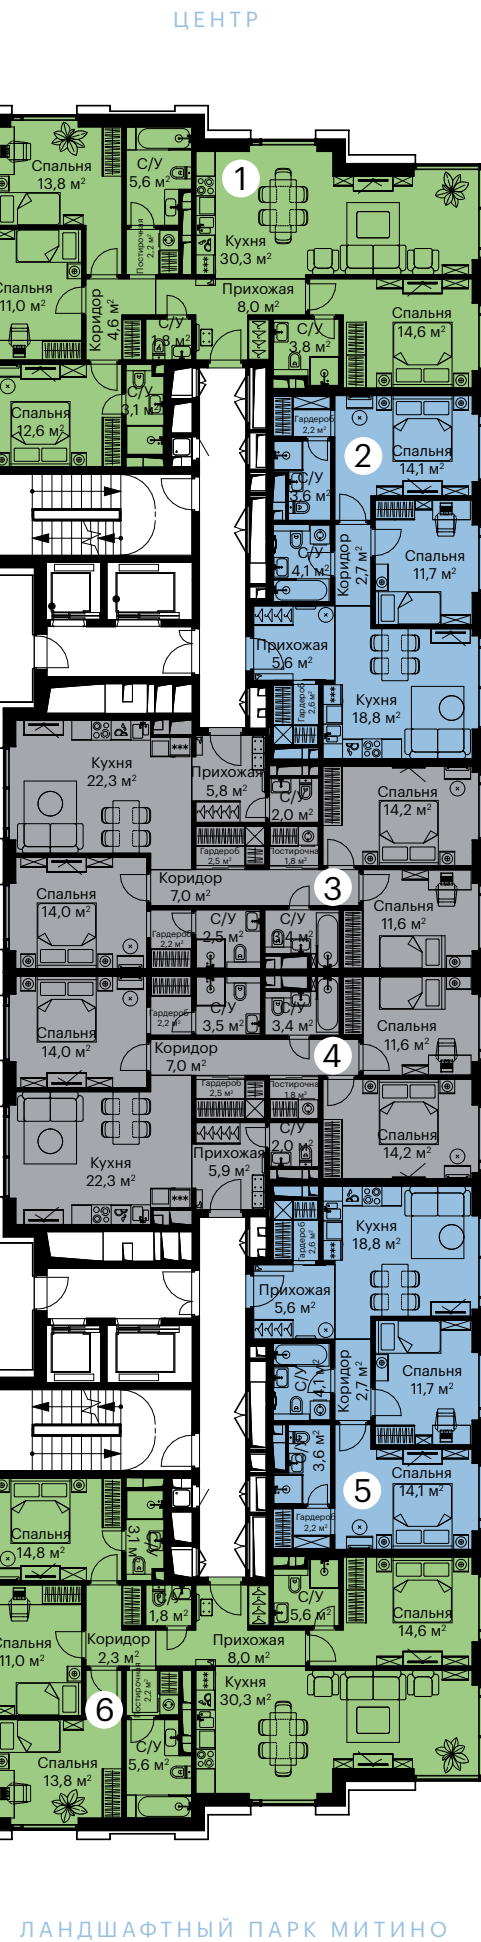 ЦЕНТР
Спальня
13,8 м²
С/У
5,6 м²
1
Кухня
30,3 м²
Постирочная
2,2 м²
Спальня
11,0 м²
Коридор
4,6 м²
Прихожая
8,0 м²
С/У
1,8 м²
С/У
3,8 м²
Спальня
14,6 м²
Спальня
12,6 м²
С/У
3,1 м²
Гардероб
2,2 м²
2
Спальня
14,1 м²
С/У
3,6 м²
С/У
4,1 м²
Коридор
2,7 м²
Спальня
11,7 м²
Прихожая
5,6 м²
Гардероб
2,6 м²
Кухня
18,8 м²
Кухня
22,3 м²
Прихожая
5,8 м²
С/У
2,0 м²
Спальня
14,2 м²
Гардероб
2,5 м²
Постирочная
1,8 м²
Коридор
7,0 м²
3
Спальня
14,0 м²
Гардероб
2,2 м²
С/У
2,5 м²
С/У
Спальня
11,6 м²
Спальня
14,0 м²
Гардероб
2,2 м²
С/У
3,5 м²
С/У
3,4 м²
Спальня
11,6 м²
Коридор
7,0 м²
4
Гардероб
2,5 м²
Постирочная
1,8 м²
Кухня
22,3 м²
Прихожая
5,9 м²
С/У
2,0 м²
Спальня
14,2 м²
Гардероб
2,6 м²
Кухня
18,8 м²
Прихожая
5,6 м²
С/У
4,1 м²
Коридор
2,7 м²
Спальня
11,7 м²
С/У
3,6 м²
5
Спальня
14,1 м²
Гардероб
2,2 м²
Спальня
14,8 м²
С/У
3,1 м²
С/У
1,8 м²
С/У
5,6 м²
Спальня
14,6 м²
Спальня
11,0 м²
Коридор
2,3 м²
Прихожая
8,0 м²
Постирочная
2,2 м²
Кухня
30,3 м²
6
Спальня
13,8 м²
С/У
5,6 м²
ЛАНДШАФТНЫЙ ПАРК МИТИНО